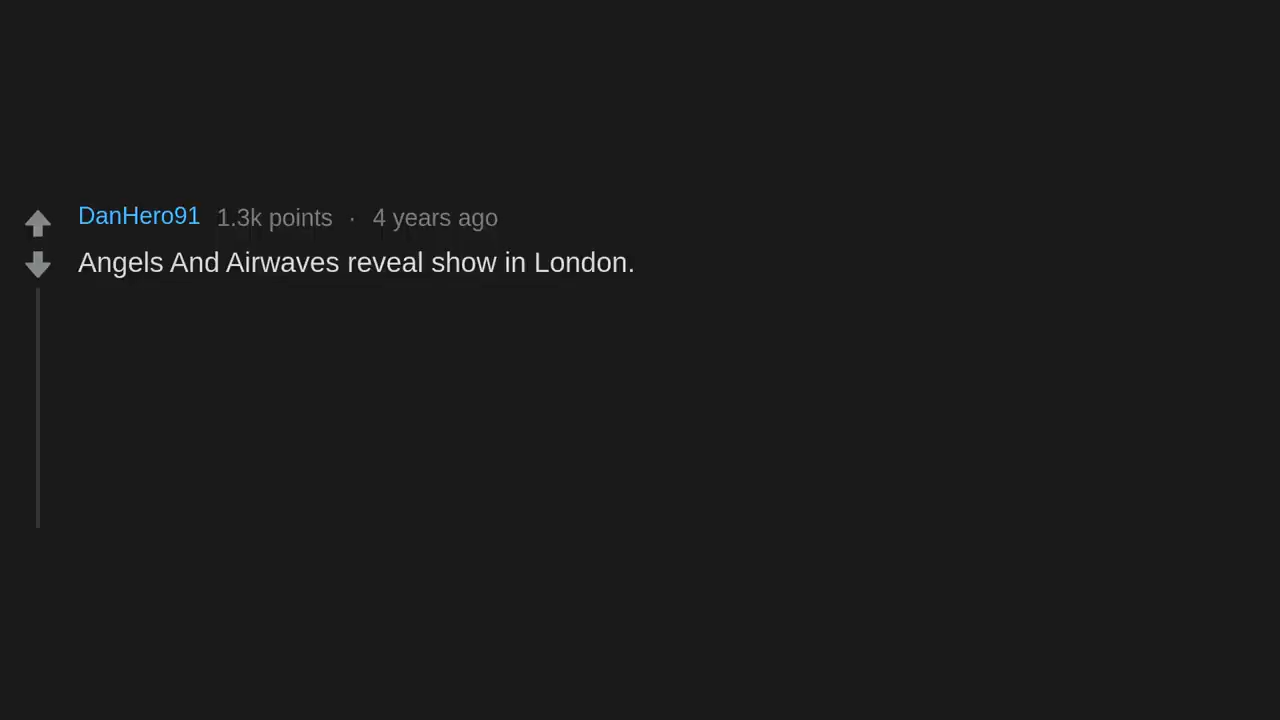 DanHero91 1.3k points · 4 years ago
Angels And Airwaves reveal show in London.